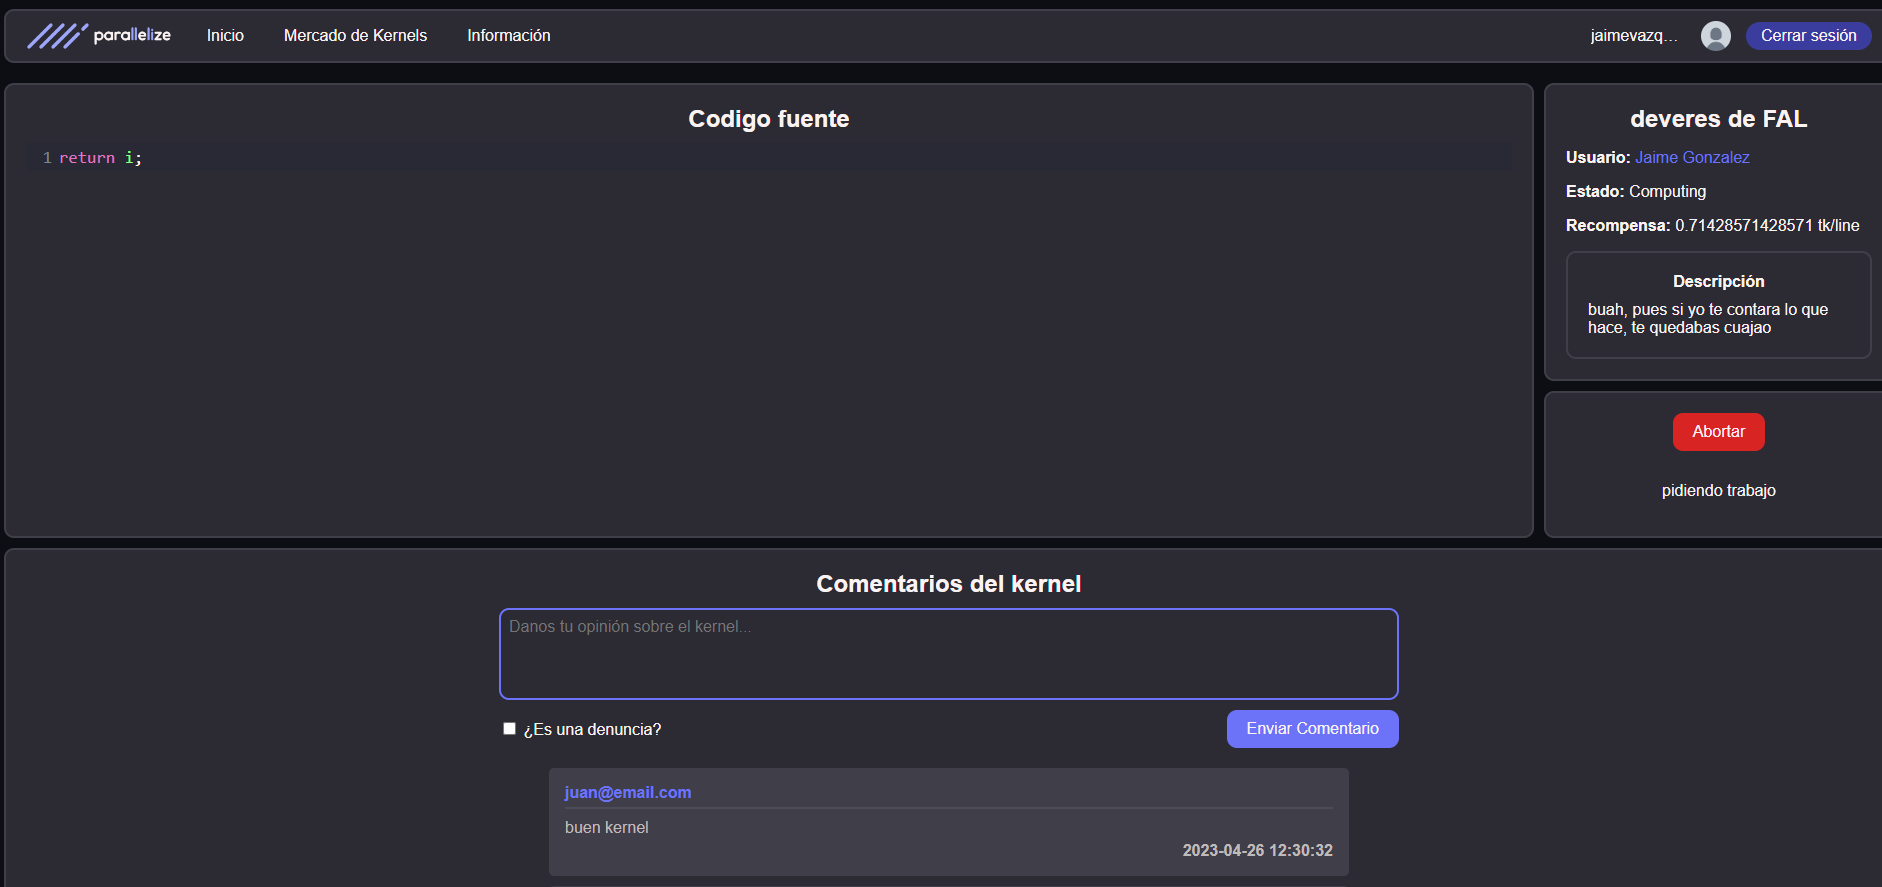 parallelize Inicio Mercado de Kernels Información jaimevazq... Cerrar sesión
Codigo fuente
1 return i;
deveres de FAL
Usuario: Jaime Gonzalez
Estado: Computing
Recompensa: 0.71428571428571 tk/line
Descripción
buah, pues si yo te contara lo que
hace, te quedabas cuajao
Abortar
pidiendo trabajo
Comentarios del kernel
Danos tu opinión sobre el kernel...
¿Es una denuncia?
Enviar Comentario
juan@email.com
buen kernel
2023-04-26 12:30:32